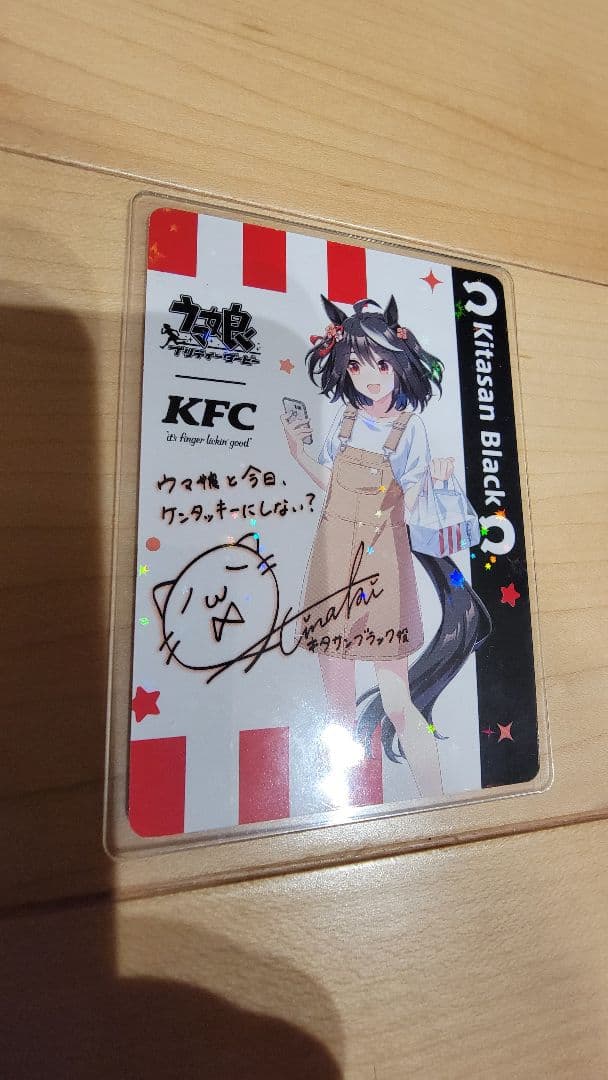 ウマ娘
プリティーダービー
KFC
"it's finger lickin' good"
ウマ娘と今日、
ケンタッキーにしない?
Hinaki
キタサンブラック役
Kitasan Black